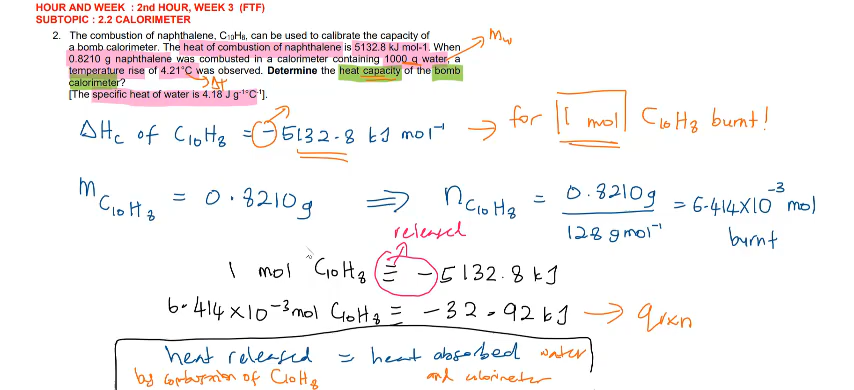 HOUR AND WEEK : 2nd HOUR, WEEK 3 (FTF)
SUBTOPIC : 2.2 CALORIMETER
2. The combustion of naphthalene, C10H8, can be used to calibrate the capacity of
a bomb calorimeter. The heat of combustion of naphthalene is 5132.8 kJ mol-1. When
0.8210 g naphthalene was combusted in a calorimeter containing 1000 g water, a
temperature rise of 4.21°C was observed. Determine the heat capacity of the bomb
calorimeter?
[The specific heat of water is 4.18 J g⁻¹°C⁻¹].
Mw
Δt
ΔHc of C10H8 = − 5132.8 kJ mol⁻¹ → for 1 mol C10H8 burnt!
m C10H8 = 0.8210g ⟹ n C10H8 = 0.8210g / 128 gmol⁻¹ = 6.414×10⁻³ mol
burnt
released
1 mol C10H8 ≡ −5132.8 kJ
6.414×10⁻³ mol C10H8 ≡ −32.92 kJ → qrxn
heat released = heat absorbed water
by combustion of C10H8 and calorimeter